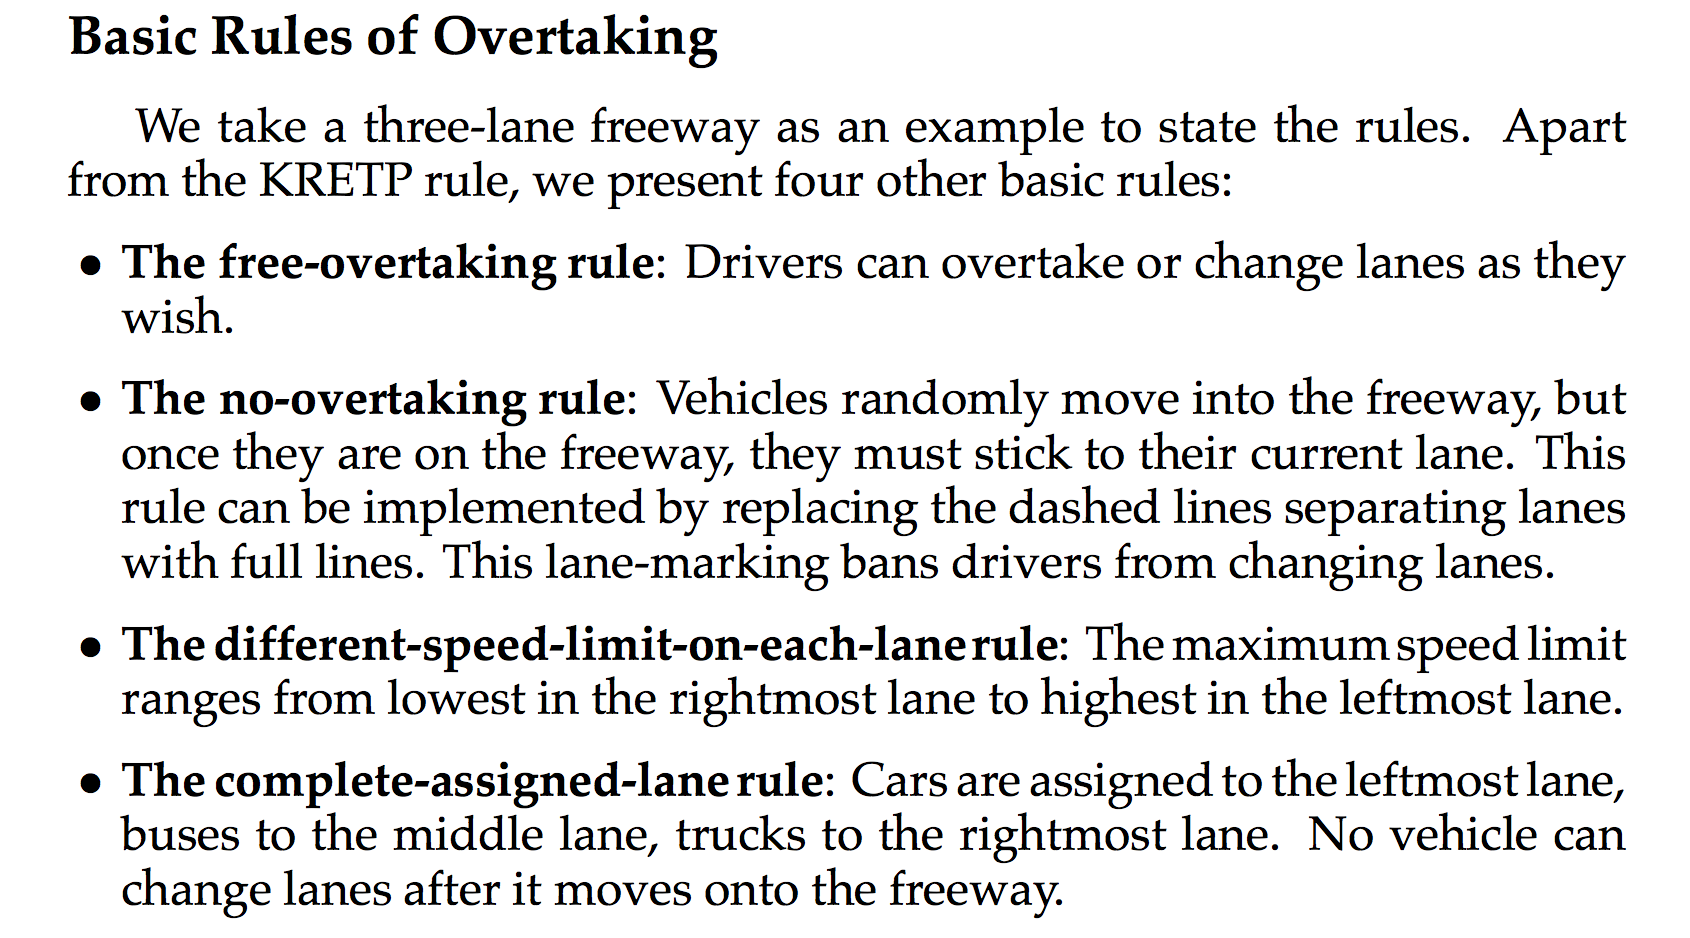 Basic Rules of Overtaking
We take a three-lane freeway as an example to state the rules. Apart
from the KRETP rule, we present four other basic rules:
• The free-overtaking rule: Drivers can overtake or change lanes as they
wish.
• The no-overtaking rule: Vehicles randomly move into the freeway, but
once they are on the freeway, they must stick to their current lane. This
rule can be implemented by replacing the dashed lines separating lanes
with full lines. This lane-marking bans drivers from changing lanes.
• The different-speed-limit-on-each-lane rule: The maximum speed limit
ranges from lowest in the rightmost lane to highest in the leftmost lane.
• The complete-assigned-lane rule: Cars are assigned to the leftmost lane,
buses to the middle lane, trucks to the rightmost lane. No vehicle can
change lanes after it moves onto the freeway.